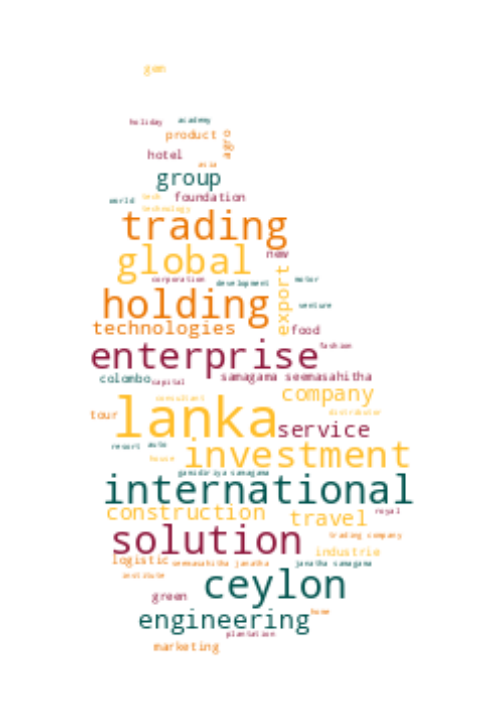 gem
holiday academy
product agro
hotel
asia
group
world tech foundation
technology
trading
new
global
corporation development motor
holding export venture
technologies food
enterprise fashion
colombo capital samagama seemasahitha
company
consultant
tour lanka distributor
service
resort auto
investment
house
gamidiriya samagama
international
construction travel royal
solution trading company
industrie
logistic seemasahitha janatha janatha samagama
institute
ceylon
green
home
engineering
plantation
marketing